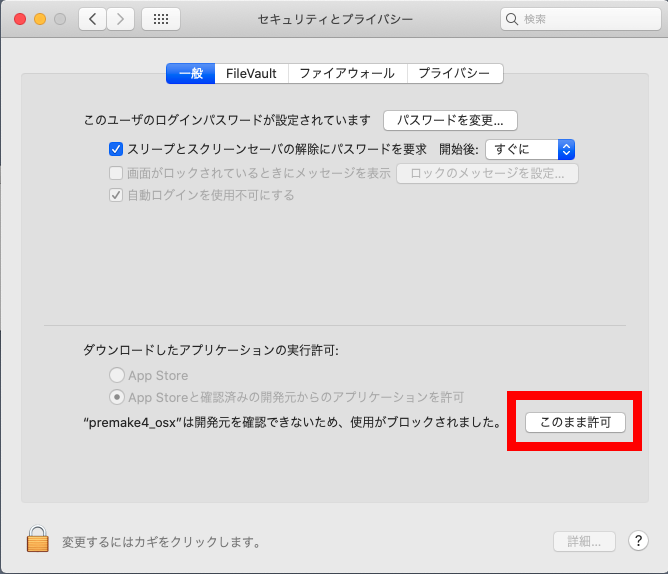 セキュリティとプライバシー
検索
一般 FileVault ファイアウォール プライバシー
このユーザのログインパスワードが設定されています パスワードを変更...
スリープとスクリーンセーバの解除にパスワードを要求 開始後: すぐに
画面がロックされているときにメッセージを表示 ロックのメッセージを設定...
自動ログインを使用不可にする
ダウンロードしたアプリケーションの実行許可:
App Store
App Storeと確認済みの開発元からのアプリケーションを許可
“premake4_osx”は開発元を確認できないため、使用がブロックされました。 このまま許可
変更するにはカギをクリックします。 詳細... ?